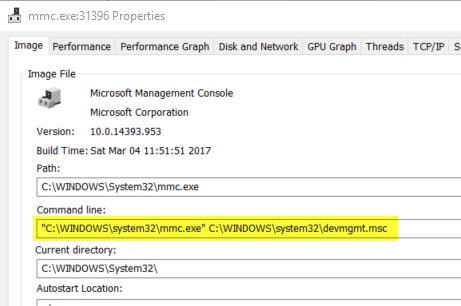 mmc.exe:31396 Properties
Image Performance Performance Graph Disk and Network GPU Graph Threads TCP/IP
Image File
Microsoft Management Console
Microsoft Corporation
Version: 10.0.14393.953
Build Time: Sat Mar 04 11:51:51 2017
Path:
C:\WINDOWS\System32\mmc.exe
Command line:
"C:\WINDOWS\system32\mmc.exe" C:\WINDOWS\system32\devmgmt.msc
Current directory:
C:\WINDOWS\System32\
Autostart Location: